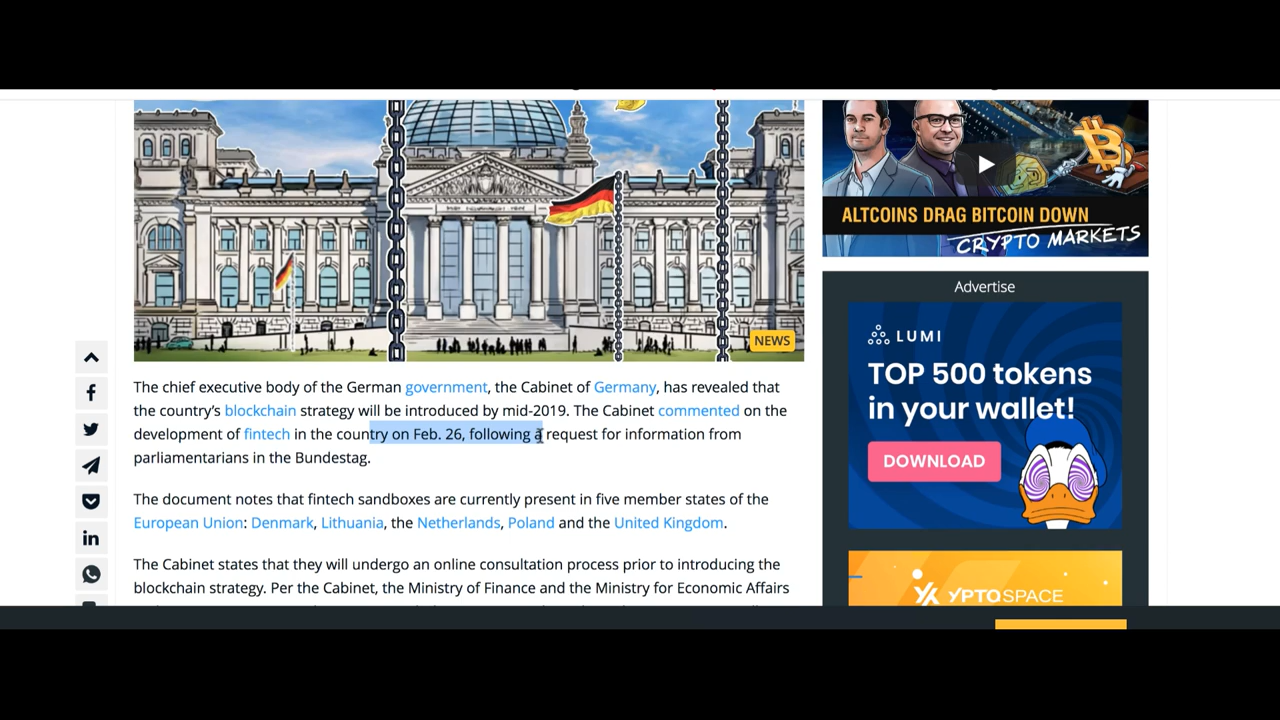 NEWS
The chief executive body of the German government, the Cabinet of Germany, has revealed that
the country's blockchain strategy will be introduced by mid-2019. The Cabinet commented on the
development of fintech in the country on Feb. 26, following a request for information from
parliamentarians in the Bundestag.
The document notes that fintech sandboxes are currently present in five member states of the
European Union: Denmark, Lithuania, the Netherlands, Poland and the United Kingdom.
The Cabinet states that they will undergo an online consultation process prior to introducing the
blockchain strategy. Per the Cabinet, the Ministry of Finance and the Ministry for Economic Affairs
ALTCOINS DRAG BITCOIN DOWN
CRYPTO MARKETS
Advertise
LUMI
TOP 500 tokens
in your wallet!
DOWNLOAD
YPTOSPACE